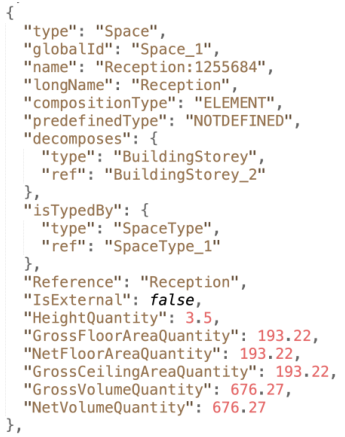 {
"type": "Space",
"globalId": "Space_1",
"name": "Reception:1255684",
"longName": "Reception",
"compositionType": "ELEMENT",
"predefinedType": "NOTDEFINED",
"decomposes": {
"type": "BuildingStorey",
"ref": "BuildingStorey_2"
},
"isTypedBy": {
"type": "SpaceType",
"ref": "SpaceType_1"
},
"Reference": "Reception",
"IsExternal": false,
"HeightQuantity": 3.5,
"GrossFloorAreaQuantity": 193.22,
"NetFloorAreaQuantity": 193.22,
"GrossCeilingAreaQuantity": 193.22,
"GrossVolumeQuantity": 676.27,
"NetVolumeQuantity": 676.27
},